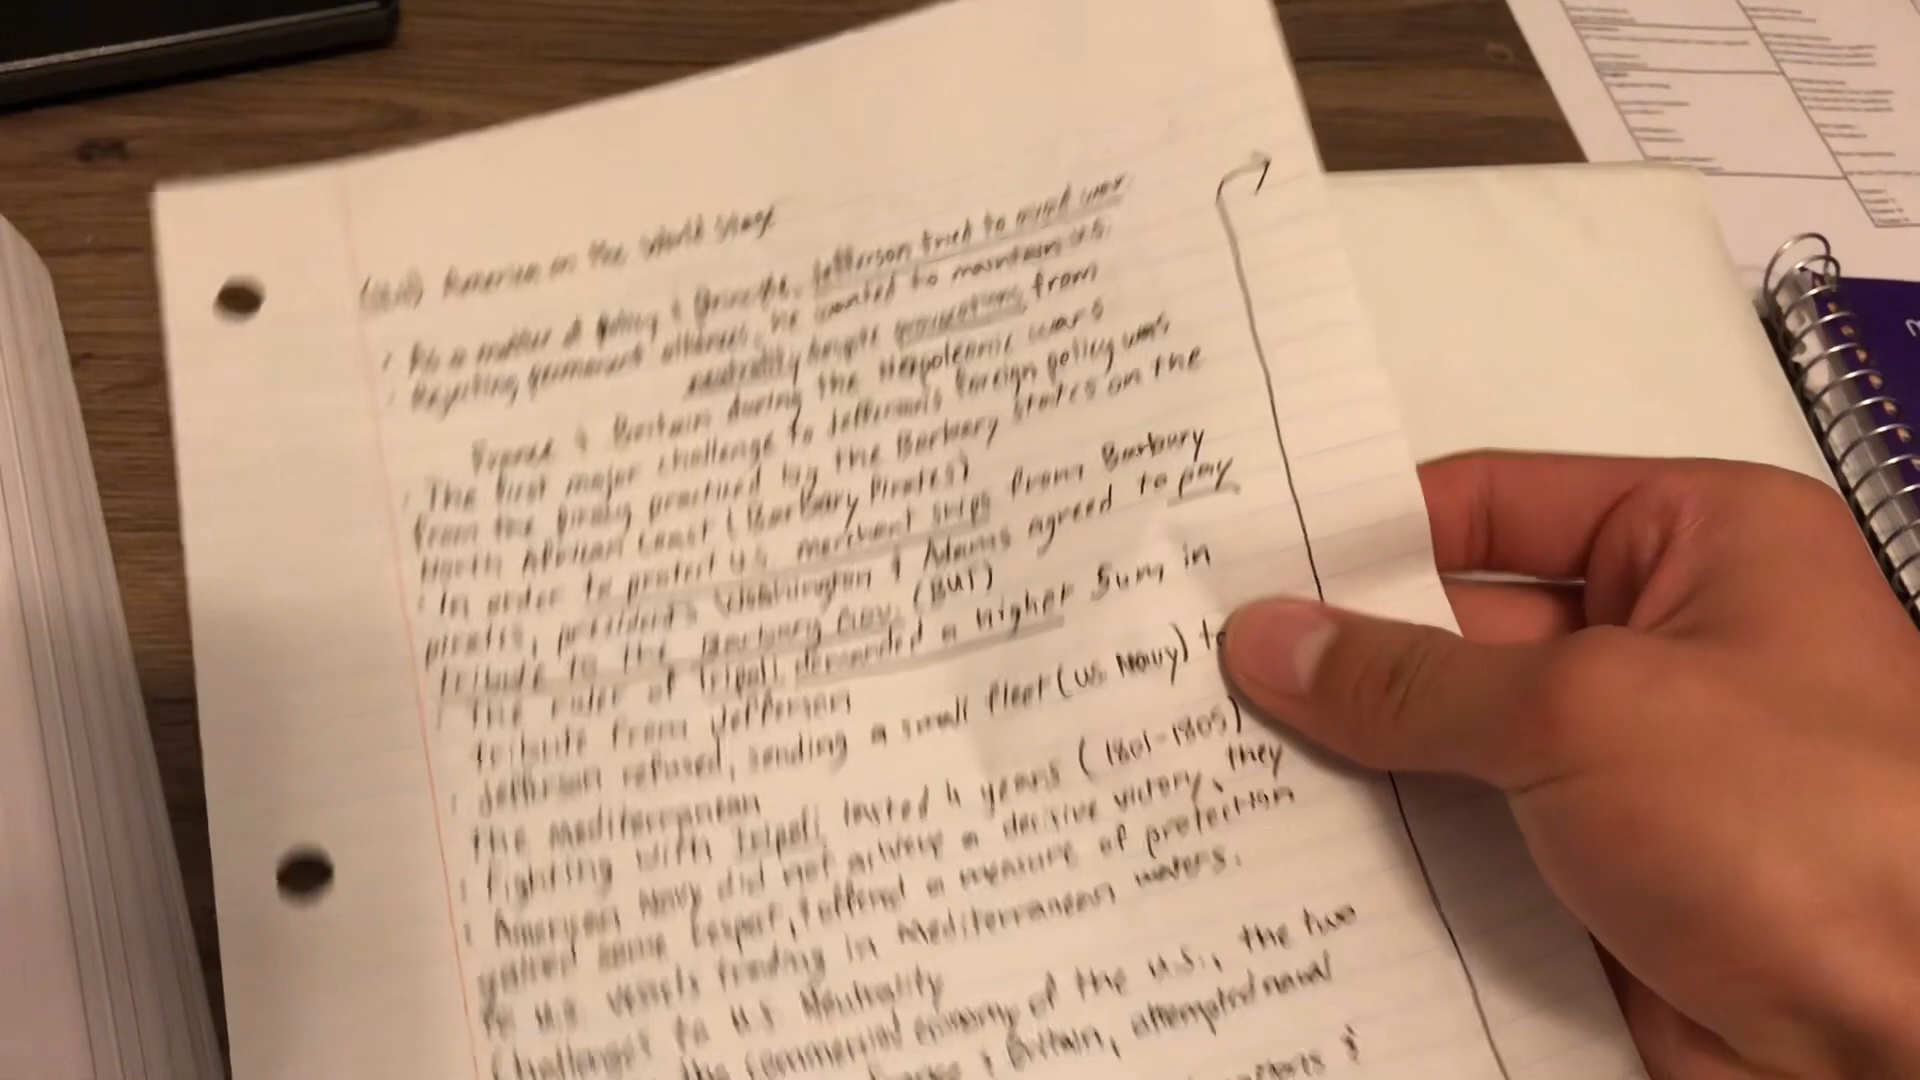 America on the World Stage
As a matter of policy & principle, Jefferson tried to avoid war
Rejecting permanent alliances, he wanted to maintain U.S.
neutrality despite provocations from
France & Britain during the Napoleonic wars
The first major challenge to Jefferson's foreign policy was
from the piracy practiced by the Barbary states on the
North African Coast (Barbary Pirates)
In order to protect U.S. merchant ships from Barbary
pirates, presidents Washington & Adams agreed to pay
tribute to the Barbary Gov. (BUT)
The ruler of Tripoli demanded a higher sum in
tribute from Jefferson
Jefferson refused, sending a small fleet (US Navy) to
the Mediterranean
Fighting with Tripoli lasted 4 years (1801-1805)
American Navy did not achieve a decisive victory, they
gained some respect, & offered a measure of protection
to U.S. vessels trading in Mediterranean waters.
Challenges to U.S. Neutrality
the commercial economy of the U.S., the two
Britain, attempted naval